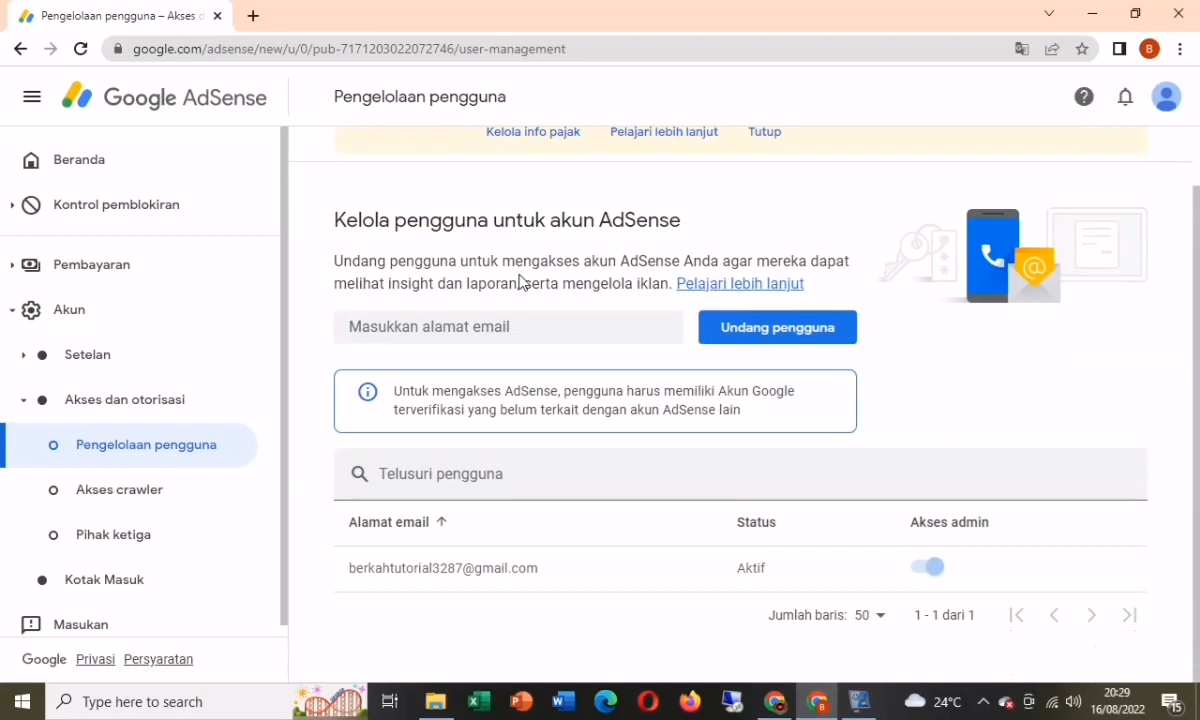 Pengelolaan pengguna – Akses d
google.com/adsense/new/u/0/pub-7171203022072746/user-management
B
Google AdSense
Pengelolaan pengguna
Kelola info pajak
Pelajari lebih lanjut
Tutup
Beranda
Kontrol pemblokiran
Pembayaran
Akun
Setelan
Akses dan otorisasi
Pengelolaan pengguna
Akses crawler
Pihak ketiga
Kotak Masuk
Masukan
Google Privasi Persyaratan
Kelola pengguna untuk akun AdSense
Undang pengguna untuk mengakses akun AdSense Anda agar mereka dapat
melihat insight dan laporan serta mengelola iklan. Pelajari lebih lanjut
Masukkan alamat email
Undang pengguna
Untuk mengakses AdSense, pengguna harus memiliki Akun Google
terverifikasi yang belum terkait dengan akun AdSense lain
Telusuri pengguna
Alamat email
Status
Akses admin
berkahtutorial3287@gmail.com
Aktif
Jumlah baris: 50
1 - 1 dari 1
Type here to search
24°C
20:29
16/08/2022
15